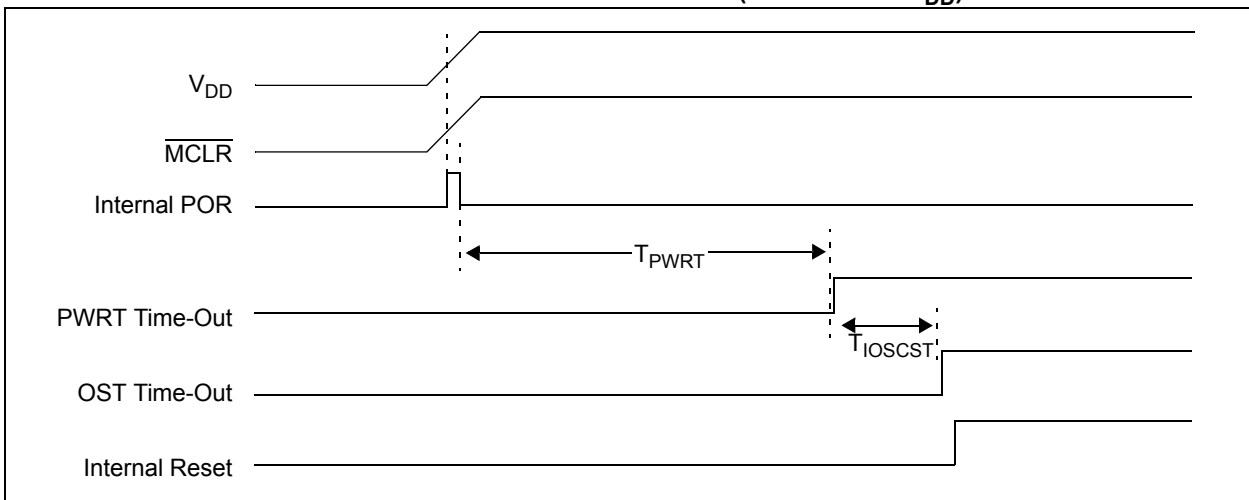 VDD
MCLR
Internal POR
TPWRT
PWRT Time-Out
TIOSCST
OST Time-Out
Internal Reset